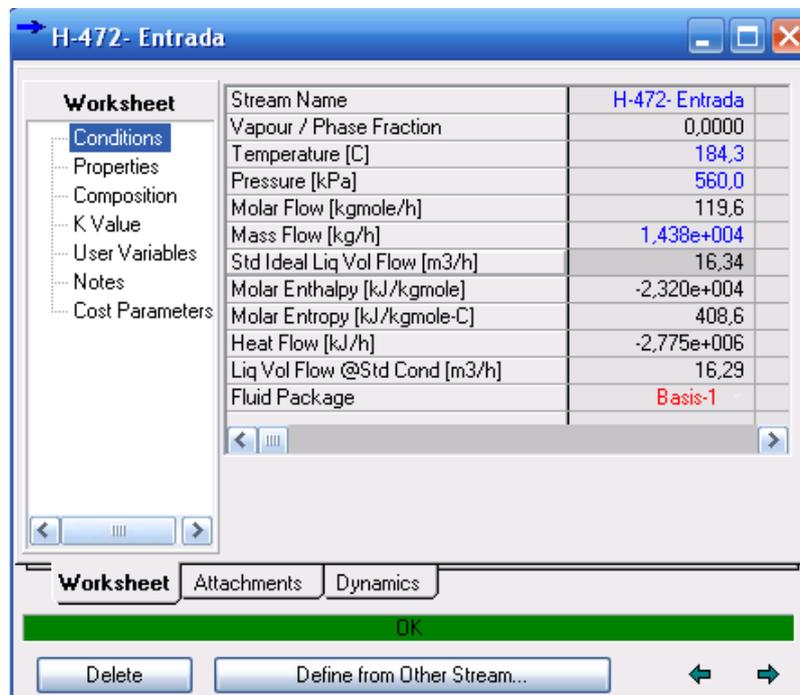 H-472- Entrada
Worksheet
Conditions
Properties
Composition
K Value
User Variables
Notes
Cost Parameters
Stream Name H-472- Entrada
Vapour / Phase Fraction 0,0000
Temperature [C] 184,3
Pressure [kPa] 560,0
Molar Flow [kgmole/h] 119,6
Mass Flow [kg/h] 1,438e+004
Std Ideal Liq Vol Flow [m3/h] 16,34
Molar Enthalpy [kJ/kgmole] -2,320e+004
Molar Entropy [kJ/kgmole-C] 408,6
Heat Flow [kJ/h] -2,775e+006
Liq Vol Flow @Std Cond [m3/h] 16,29
Fluid Package Basis-1
Worksheet Attachments Dynamics
OK
Delete Define from Other Stream...